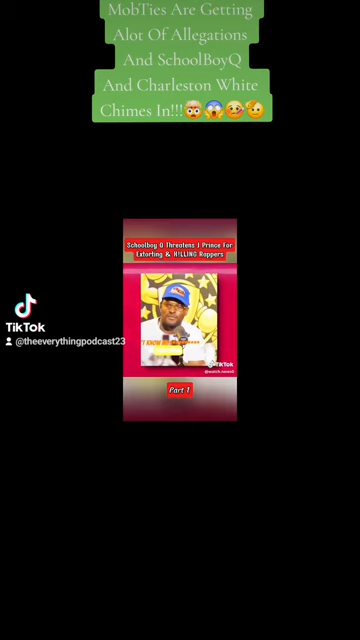 MobTies Are Getting
Alot Of Allegations
And SchoolBoyQ
And Charleston White
Chimes In!!!🤯😱🤒🤕
Schoolboy Q Threatens J Prince For
Extorting & K!LLING Rappers
T KNOW
TikTok
Part 1
TikTok
@theeverythingpodcast23